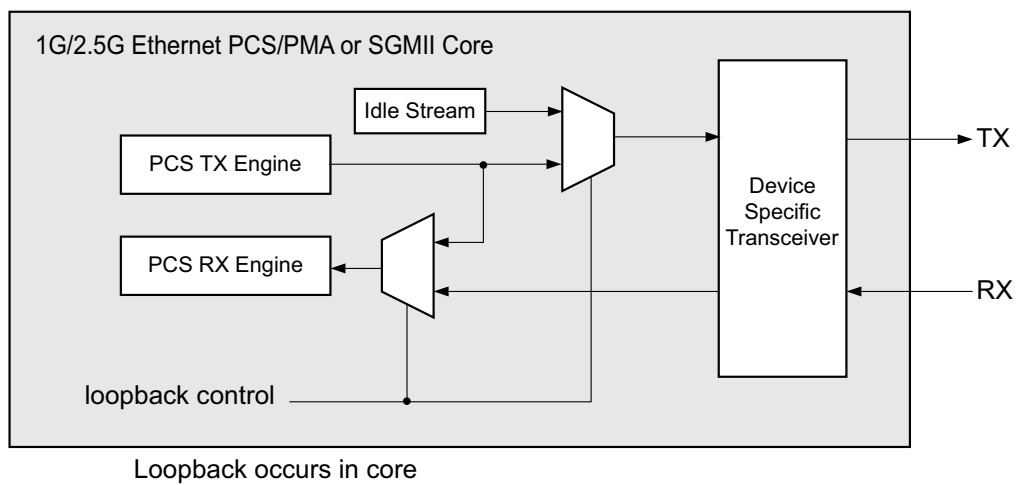 1G/2.5G Ethernet PCS/PMA or SGMII Core
Idle Stream
PCS TX Engine
TX
Device
Specific
Transceiver
PCS RX Engine
RX
loopback control
Loopback occurs in core